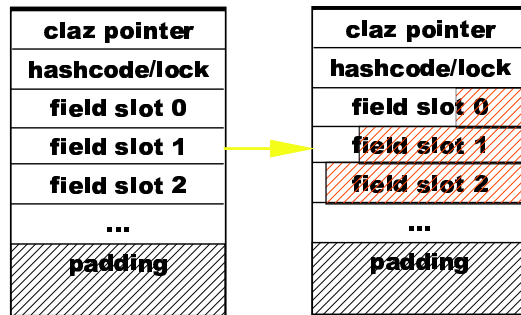 claz pointer
hashcode/lock
field slot 0
field slot 1
field slot 2
...
padding
claz pointer
hashcode/lock
field slot 0
field slot 1
field slot 2
...
padding